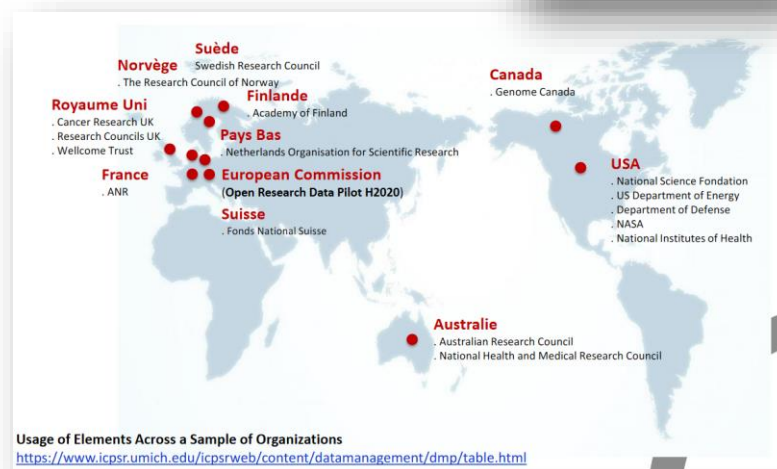 Suède
Swedish Research Council
Norvège
. The Research Council of Norway
Finlande
. Academy of Finland
Royaume Uni
. Cancer Research UK
. Research Councils UK
. Wellcome Trust
Pays Bas
. Netherlands Organisation for Scientific Research
France
. ANR
European Commission
(Open Research Data Pilot H2020)
Suisse
. Fonds National Suisse
Canada
. Genome Canada
USA
. National Science Fondation
. US Department of Energy
. Department of Defense
. NASA
. National Institutes of Health
Australie
. Australian Research Council
. National Health and Medical Research Council
Usage of Elements Across a Sample of Organizations
https://www.icpsr.umich.edu/icpsrweb/content/datamanagement/dmp/table.html